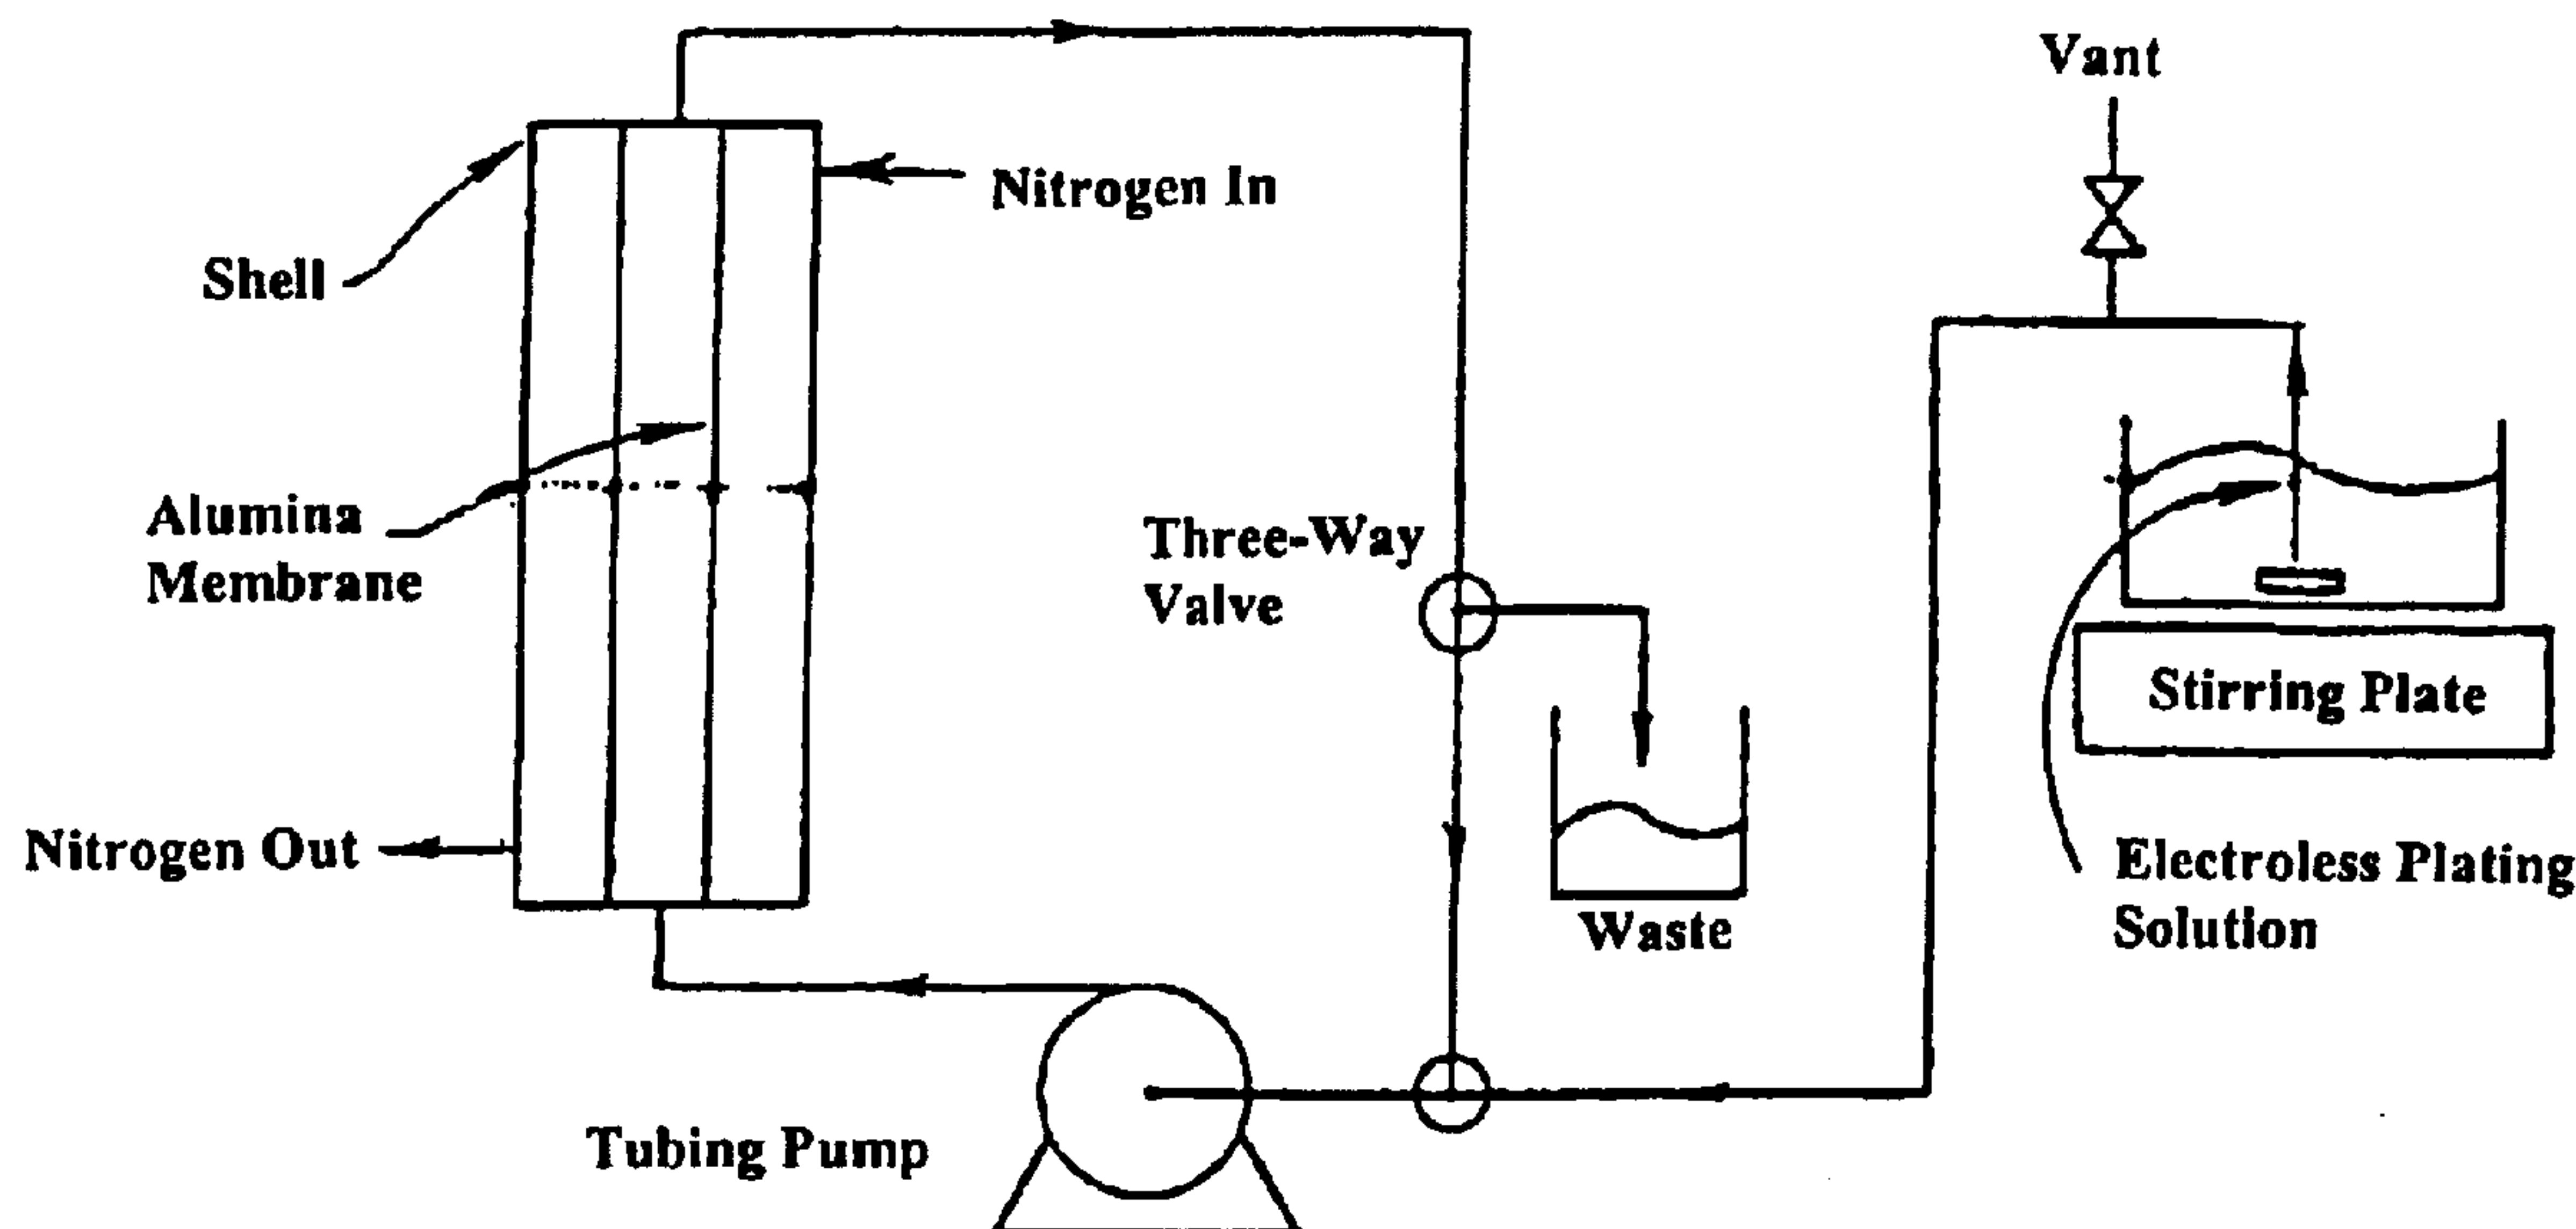 Vant
Nitrogen In
Shell
Alumina
Membrane
Three-Way
Valve
Stirring Plate
Nitrogen Out
Electroless Plating
Solution
Waste
Tubing Pump